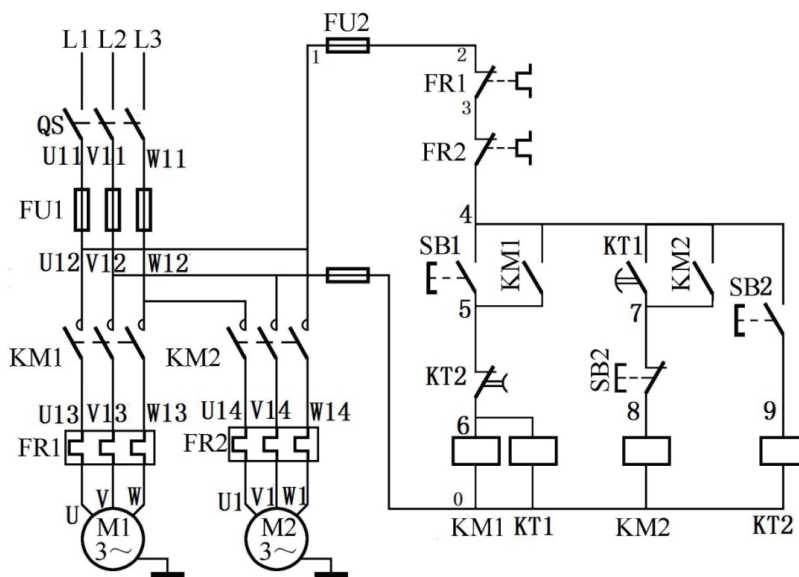 FU2
L1 L2 L3
1
2
FR1
3
QS
U11 V11 W11
FR2
FU1
4
U12 V12 W12
SB1
KM1
KT1
KM2
SB2
5
7
KM1
KM2
KT2
SB2
U13 V13 W13
U14 V14 W14
6
8
9
FR1
FR2
U V W
U1 V1 W1
0
M1
3～
M2
3～
KM1 KT1 KM2 KT2